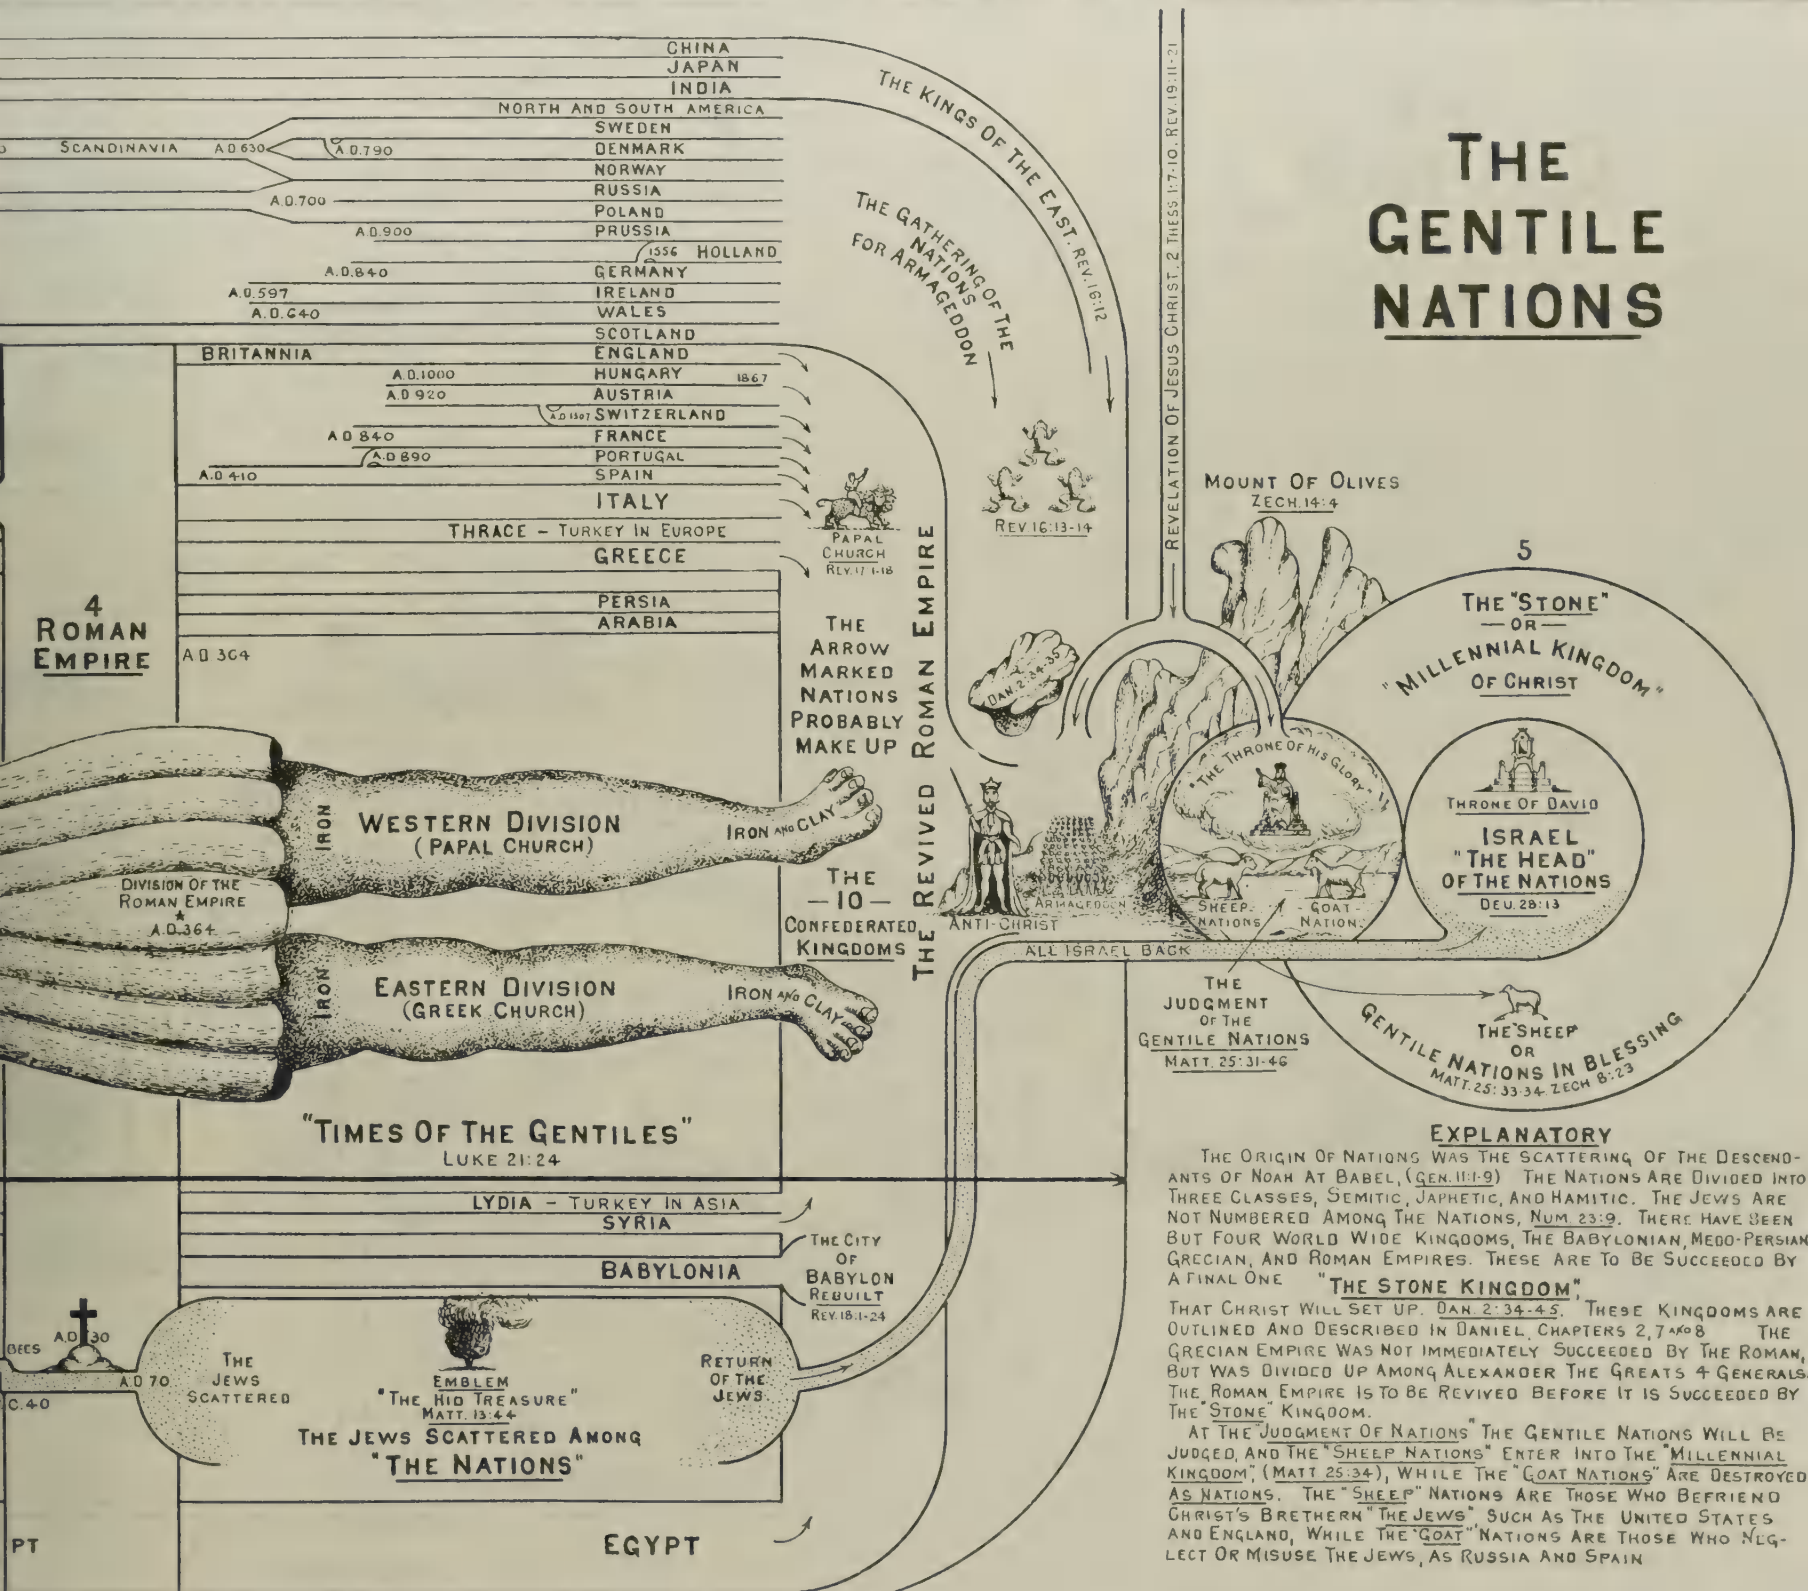 THE
GENTILE
NATIONS
CHINA
JAPAN
INDIA
NORTH AND SOUTH AMERICA
SWEDEN
SCANDINAVIA A.D 630 A.D.790 DENMARK
NORWAY
RUSSIA
A.D.700
POLAND
A.D.900 PRUSSIA
1556 HOLLAND
A.D.840 GERMANY
A.D.597 IRELAND
A.D.640 WALES
SCOTLAND
BRITANNIA ENGLAND
A.D.1000 HUNGARY 1867
A.D 920 AUSTRIA
A.D 1307 SWITZERLAND
A D 840 FRANCE
A.D 890 PORTUGAL
A.D 410 SPAIN
ITALY
THRACE - TURKEY IN EUROPE
GREECE
PERSIA
ARABIA
A D 364
4
ROMAN
EMPIRE
THE KINGS OF THE EAST. REV.16:12
THE GATHERING OF THE
NATIONS
FOR ARMAGEDDON
REV 16:13-14
PAPAL
CHURCH
REV.17 1-18
REVELATION OF JESUS CHRIST. 2 THESS 1:7-10. REV.19:11-21
MOUNT OF OLIVES
ZECH.14:4
THE
ARROW
MARKED
NATIONS
PROBABLY
MAKE UP
THE
—10—
CONFEDERATED
KINGDOMS
THE REVIVED ROMAN EMPIRE
DAN. 2:34-35
IRON WESTERN DIVISION IRON AND CLAY
(PAPAL CHURCH)
DIVISION OF THE
ROMAN EMPIRE
A.D.364
IRON EASTERN DIVISION IRON AND CLAY
(GREEK CHURCH)
ANTI-CHRIST
ARMAGEDDON
"THE THRONE OF HIS GLORY"
SHEEP
NATIONS
GOAT
NATION
5
THE "STONE"
—OR—
"MILLENNIAL KINGDOM"
OF CHRIST
THRONE OF DAVID
ISRAEL
"THE HEAD"
OF THE NATIONS
DEU. 28:13
ALL ISRAEL BACK
THE
JUDGMENT
OF THE
GENTILE NATIONS
MATT. 25:31-46
THE "SHEEP
OR
GENTILE NATIONS IN BLESSING
MATT. 25:33-34. ZECH 8:23
"TIMES OF THE GENTILES"
LUKE 21:24
LYDIA - TURKEY IN ASIA
SYRIA
BABYLONIA
THE CITY
OF
BABYLON
REBUILT
REV.18:1-24
BEES
A.D 30
A D 70
C.40
THE
JEWS
SCATTERED
EMBLEM
"THE HID TREASURE"
MATT. 13:44
RETURN
OF THE
JEWS
THE JEWS SCATTERED AMONG
"THE NATIONS"
PT
EGYPT
EXPLANATORY
THE ORIGIN OF NATIONS WAS THE SCATTERING OF THE DESCEND-
ANTS OF NOAH AT BABEL, (GEN. 11:1-9) THE NATIONS ARE DIVIDED INTO
THREE CLASSES, SEMITIC, JAPHETIC, AND HAMITIC. THE JEWS ARE
NOT NUMBERED AMONG THE NATIONS, NUM 23:9. THERE HAVE BEEN
BUT FOUR WORLD WIDE KINGDOMS, THE BABYLONIAN, MEDO-PERSIAN
GRECIAN, AND ROMAN EMPIRES. THESE ARE TO BE SUCCEEDED BY
A FINAL ONE "THE STONE KINGDOM",
THAT CHRIST WILL SET UP. DAN. 2:34-45. THESE KINGDOMS ARE
OUTLINED AND DESCRIBED IN DANIEL, CHAPTERS 2, 7 AND 8 THE
GRECIAN EMPIRE WAS NOT IMMEDIATELY SUCCEEDED BY THE ROMAN,
BUT WAS DIVIDED UP AMONG ALEXANDER THE GREATS 4 GENERALS.
THE ROMAN EMPIRE IS TO BE REVIVED BEFORE IT IS SUCCEEDED BY
THE "STONE" KINGDOM.
AT THE "JUDGMENT OF NATIONS" THE GENTILE NATIONS WILL BE
JUDGED, AND THE "SHEEP NATIONS" ENTER INTO THE "MILLENNIAL
KINGDOM", (MATT 25:34), WHILE THE "GOAT NATIONS" ARE DESTROYED
AS NATIONS. THE "SHEEP" NATIONS ARE THOSE WHO BEFRIEND
CHRIST'S BRETHERN "THE JEWS", SUCH AS THE UNITED STATES
AND ENGLAND, WHILE THE "GOAT" NATIONS ARE THOSE WHO NEG-
LECT OR MISUSE THE JEWS, AS RUSSIA AND SPAIN